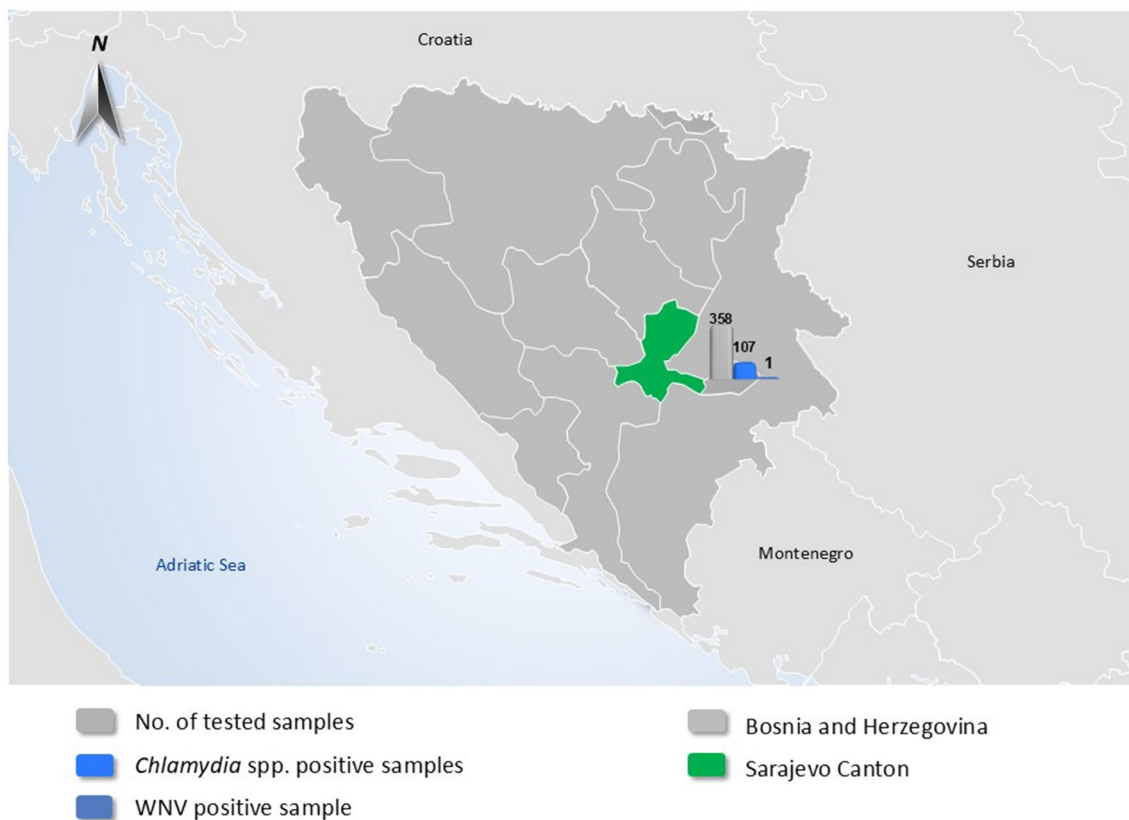 N
Croatia
Serbia
358
107
1
Montenegro
Adriatic Sea
No. of tested samples
Chlamydia spp. positive samples
WNV positive sample
Bosnia and Herzegovina
Sarajevo Canton